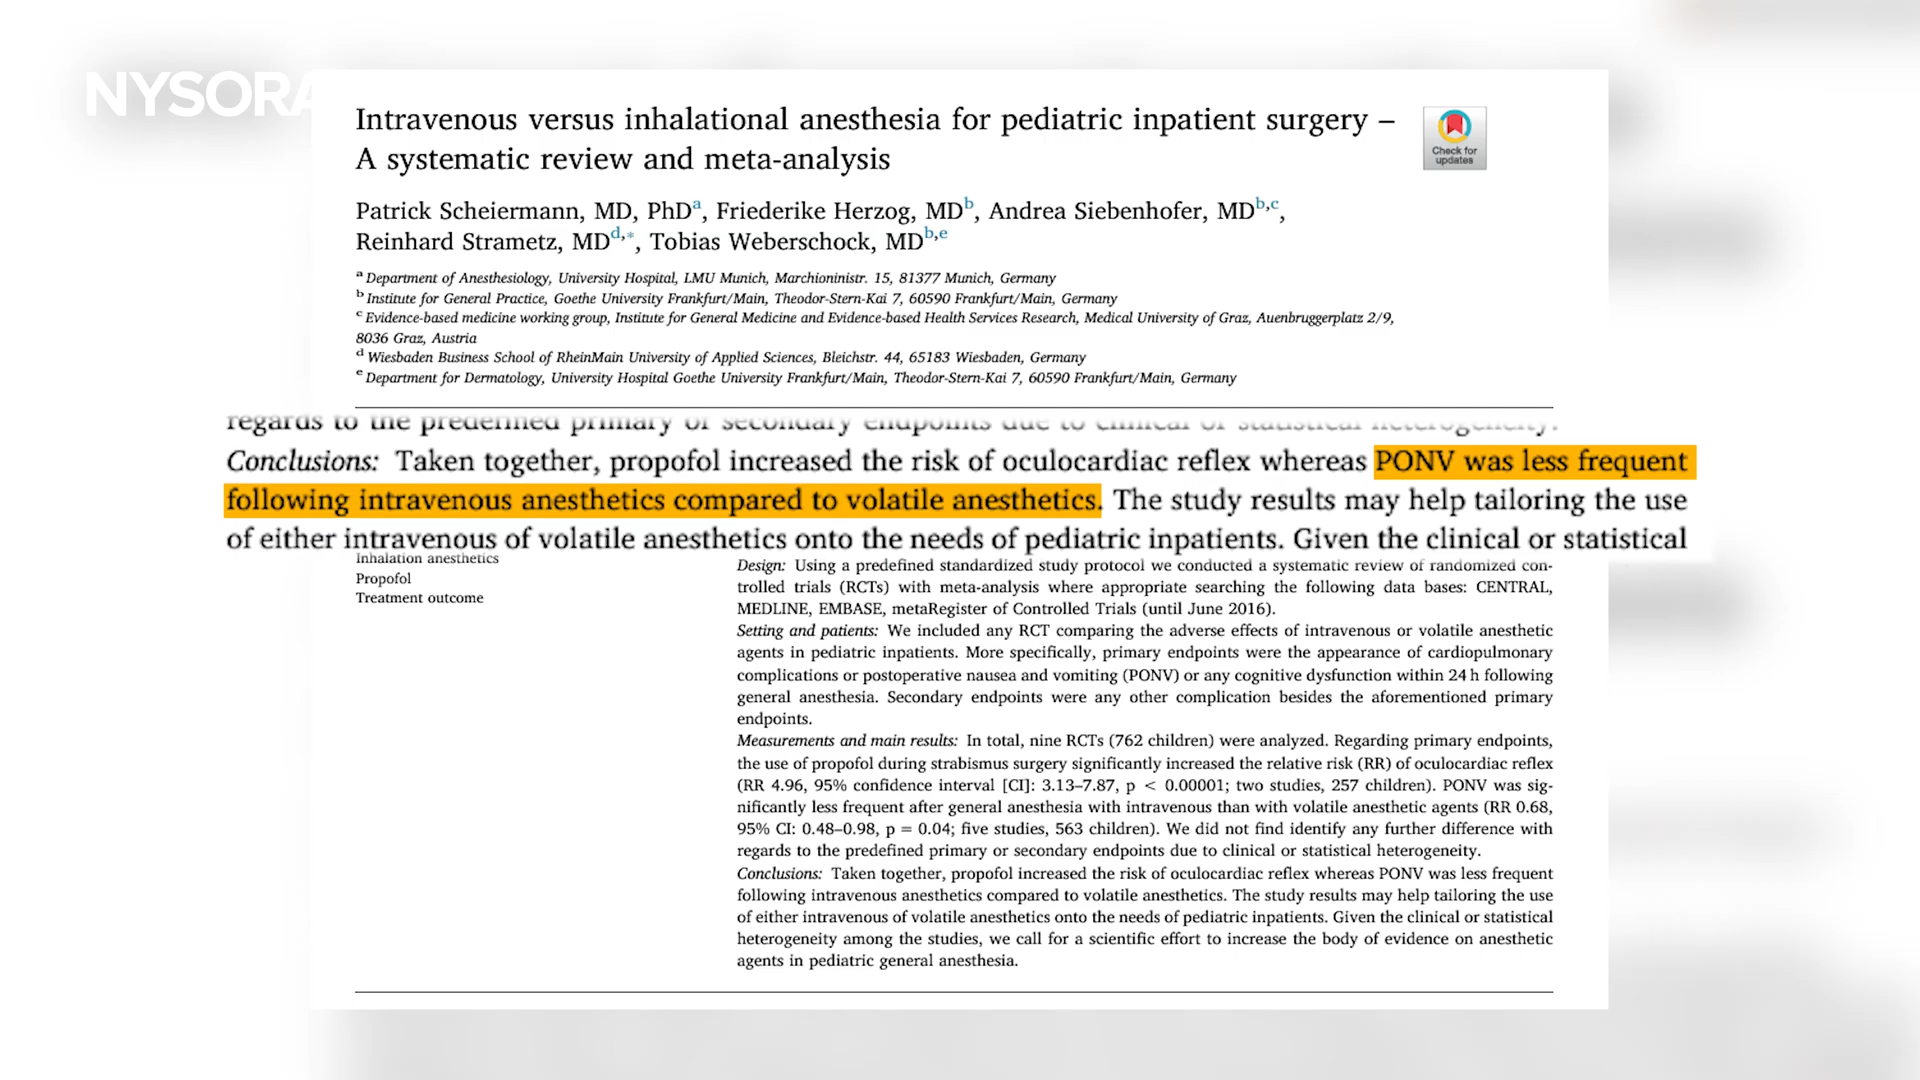 NYSORA
Intravenous versus inhalational anesthesia for pediatric inpatient surgery –
A systematic review and meta-analysis
Check for
updates
Patrick Scheiermann, MD, PhDa, Friederike Herzog, MDb, Andrea Siebenhofer, MDb,c,
Reinhard Strametz, MDd,*, Tobias Weberschock, MDb,e
a Department of Anesthesiology, University Hospital, LMU Munich, Marchioninistr. 15, 81377 Munich, Germany
b Institute for General Practice, Goethe University Frankfurt/Main, Theodor-Stern-Kai 7, 60590 Frankfurt/Main, Germany
c Evidence-based medicine working group, Institute for General Medicine and Evidence-based Health Services Research, Medical University of Graz, Auenbruggerplatz 2/9,
8036 Graz, Austria
d Wiesbaden Business School of RheinMain University of Applied Sciences, Bleichstr. 44, 65183 Wiesbaden, Germany
e Department for Dermatology, University Hospital Goethe University Frankfurt/Main, Theodor-Stern-Kai 7, 60590 Frankfurt/Main, Germany
regards to the predefined primary or secondary endpoints due to clinical or statistical heterogeneity.
Conclusions: Taken together, propofol increased the risk of oculocardiac reflex whereas PONV was less frequent
following intravenous anesthetics compared to volatile anesthetics. The study results may help tailoring the use
of either intravenous of volatile anesthetics onto the needs of pediatric inpatients. Given the clinical or statistical
Inhalation anesthetics
Propofol
Treatment outcome
Design: Using a predefined standardized study protocol we conducted a systematic review of randomized con-
trolled trials (RCTs) with meta-analysis where appropriate searching the following data bases: CENTRAL,
MEDLINE, EMBASE, metaRegister of Controlled Trials (until June 2016).
Setting and patients: We included any RCT comparing the adverse effects of intravenous or volatile anesthetic
agents in pediatric inpatients. More specifically, primary endpoints were the appearance of cardiopulmonary
complications or postoperative nausea and vomiting (PONV) or any cognitive dysfunction within 24 h following
general anesthesia. Secondary endpoints were any other complication besides the aforementioned primary
endpoints.
Measurements and main results: In total, nine RCTs (762 children) were analyzed. Regarding primary endpoints,
the use of propofol during strabismus surgery significantly increased the relative risk (RR) of oculocardiac reflex
(RR 4.96, 95% confidence interval [CI]: 3.13–7.87, p < 0.00001; two studies, 257 children). PONV was sig-
nificantly less frequent after general anesthesia with intravenous than with volatile anesthetic agents (RR 0.68,
95% CI: 0.48–0.98, p = 0.04; five studies, 563 children). We did not find identify any further difference with
regards to the predefined primary or secondary endpoints due to clinical or statistical heterogeneity.
Conclusions: Taken together, propofol increased the risk of oculocardiac reflex whereas PONV was less frequent
following intravenous anesthetics compared to volatile anesthetics. The study results may help tailoring the use
of either intravenous of volatile anesthetics onto the needs of pediatric inpatients. Given the clinical or statistical
heterogeneity among the studies, we call for a scientific effort to increase the body of evidence on anesthetic
agents in pediatric general anesthesia.